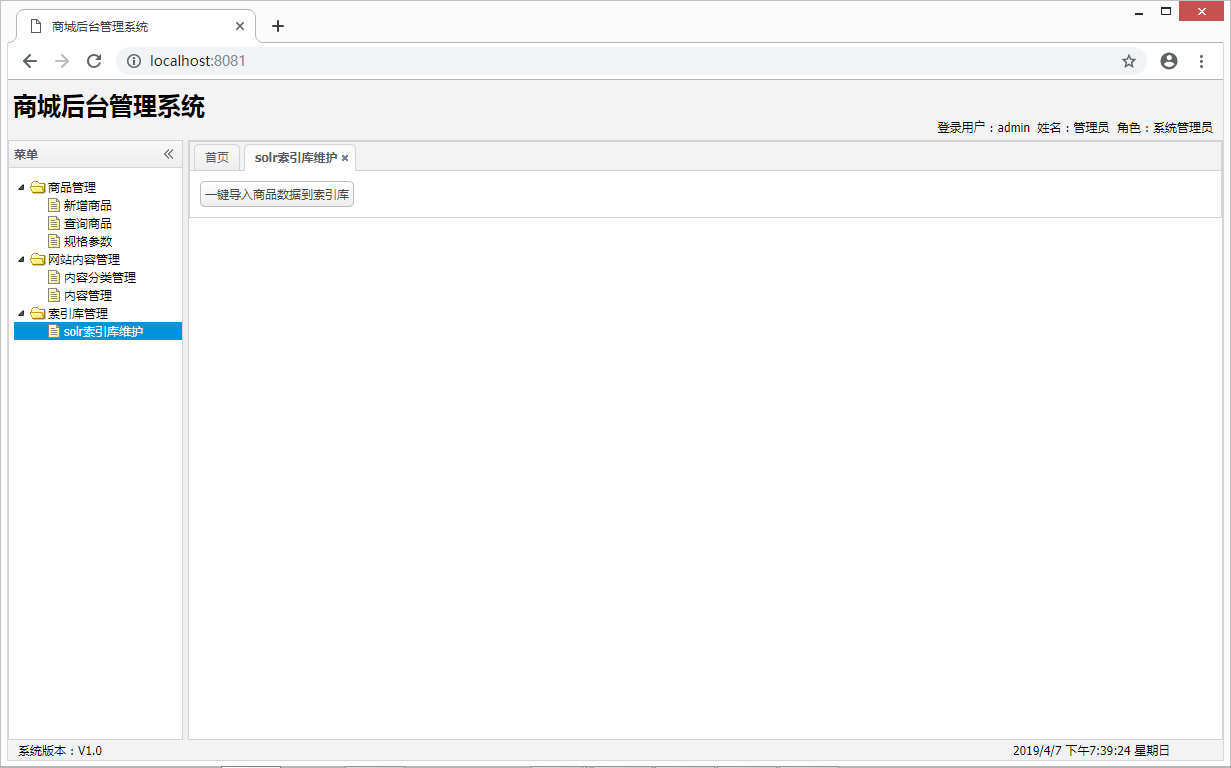 商城后台管理系统
localhost:8081
商城后台管理系统
登录用户：admin 姓名：管理员 角色：系统管理员
菜单
首页 solr索引库维护
一键导入商品数据到索引库
商品管理
新增商品
查询商品
规格参数
网站内容管理
内容分类管理
内容管理
索引库管理
solr索引库维护
系统版本：V1.0
2019/4/7 下午7:39:24 星期日